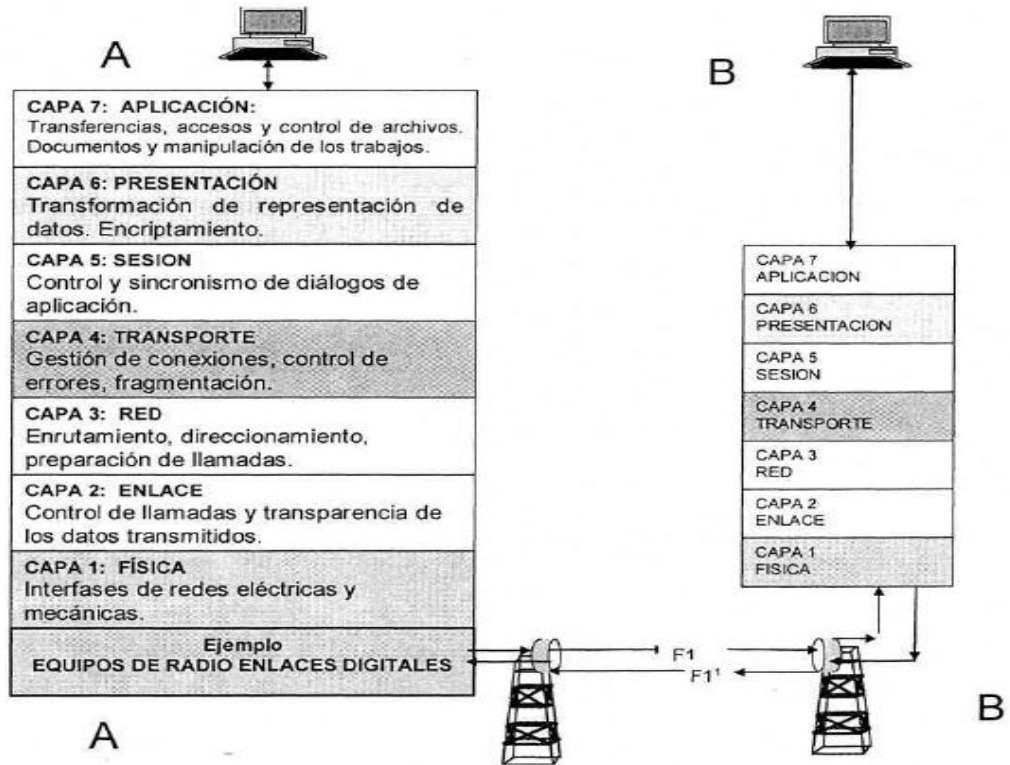 A
B
CAPA 7: APLICACIÓN:
Transferencias, accesos y control de archivos.
Documentos y manipulación de los trabajos.
CAPA 6: PRESENTACIÓN
Transformación de representación de
datos. Encriptamiento.
CAPA 5: SESION
Control y sincronismo de diálogos de
aplicación.
CAPA 4: TRANSPORTE
Gestión de conexiones, control de
errores, fragmentación.
CAPA 3: RED
Enrutamiento, direccionamiento,
preparación de llamadas.
CAPA 2: ENLACE
Control de llamadas y transparencia de
los datos transmitidos.
CAPA 1: FÍSICA
Interfases de redes eléctricas y
mecánicas.
Ejemplo
EQUIPOS DE RADIO ENLACES DIGITALES
CAPA 7
APLICACION
CAPA 6
PRESENTACION
CAPA 5
SESION
CAPA 4
TRANSPORTE
CAPA 3
RED
CAPA 2
ENLACE
CAPA 1
FISICA
F1
F1¹
A
B